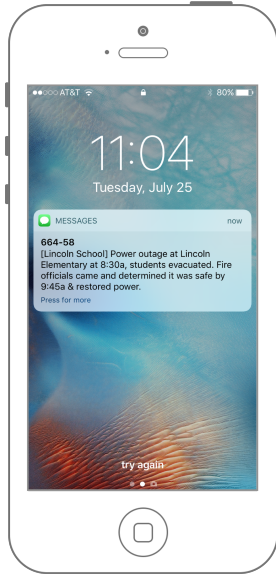 AT&T 80%
11:04
Tuesday, July 25
MESSAGES now
664-58
[Lincoln School] Power outage at Lincoln
Elementary at 8:30a, students evacuated. Fire
officials came and determined it was safe by
9:45a & restored power.
Press for more
try again